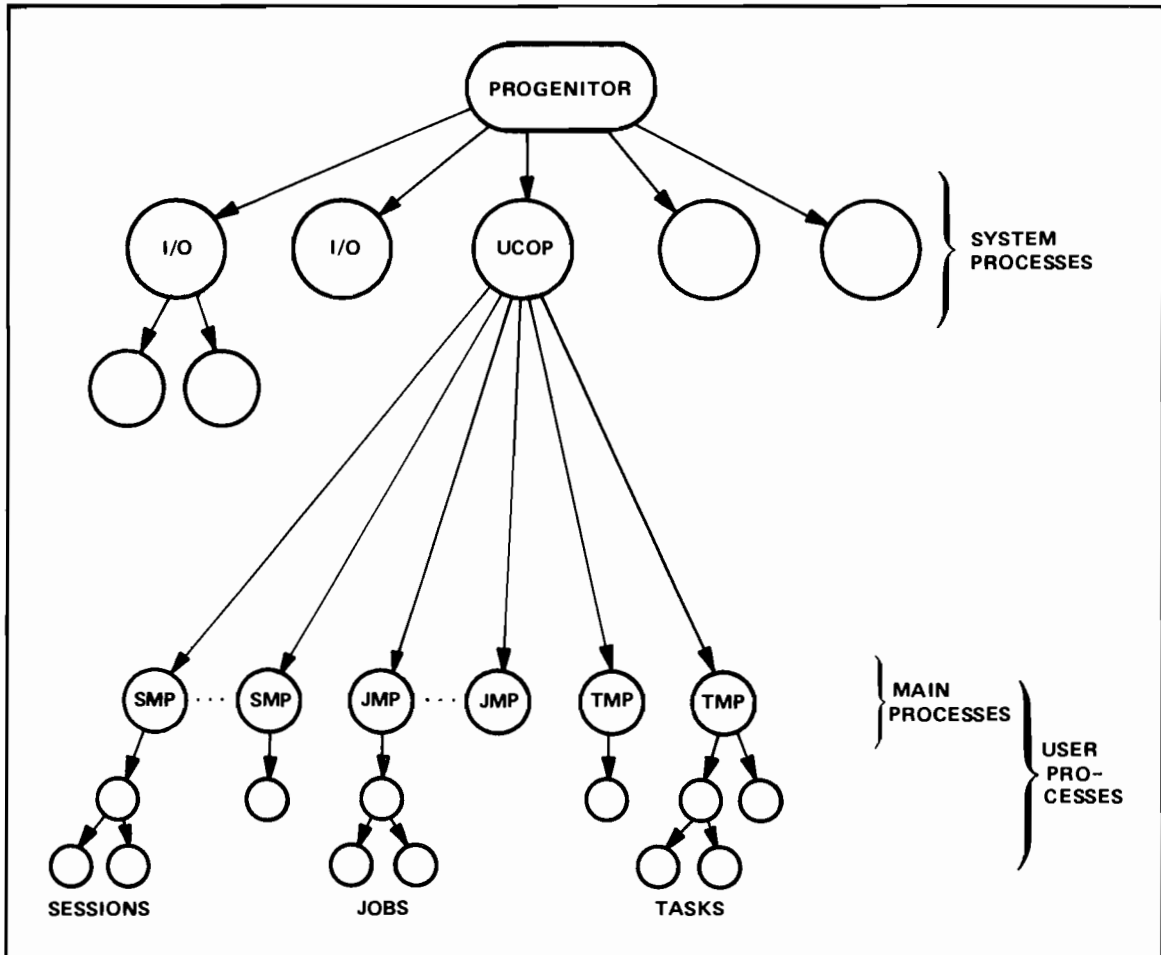 PROGENITOR
I/O
I/O
UCOP
SYSTEM
PROCESSES
SMP
SMP
JMP
JMP
TMP
TMP
MAIN
PROCESSES
USER
PRO-
CESSES
SESSIONS
JOBS
TASKS